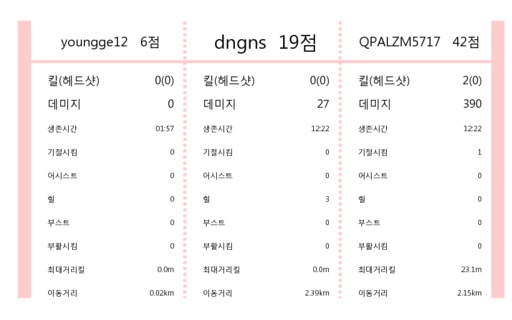 youngge12 6점 dngns 19점 QPALZM5717 42점
킬(헤드샷) 0(0) 킬(헤드샷) 0(0) 킬(헤드샷) 2(0)
데미지 0 데미지 27 데미지 390
생존시간 01:57 생존시간 12:22 생존시간 12:22
기절시킴 0 기절시킴 0 기절시킴 1
어시스트 0 어시스트 0 어시스트 0
힐 0 힐 3 힐 0
부스트 0 부스트 0 부스트 0
부활시킴 0 부활시킴 0 부활시킴 0
최대거리킬 0.0m 최대거리킬 0.0m 최대거리킬 23.1m
이동거리 0.02km 이동거리 2.39km 이동거리 2.15km